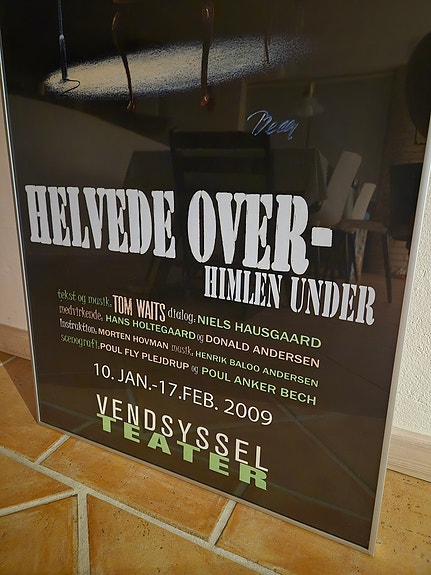 HELVEDE OVER-
HIMLEN UNDER
tekst og musik: TOM WAITS dialog: NIELS HAUSGAARD
medvirkende: HANS HOLTEGAARD og DONALD ANDERSEN
instruktion: MORTEN HOVMAN musik: HENRIK BALOO ANDERSEN
scenografi: POUL FLY PLEJDRUP og POUL ANKER BECH
10. JAN.-17.FEB. 2009
VENDSYSSEL
TEATER